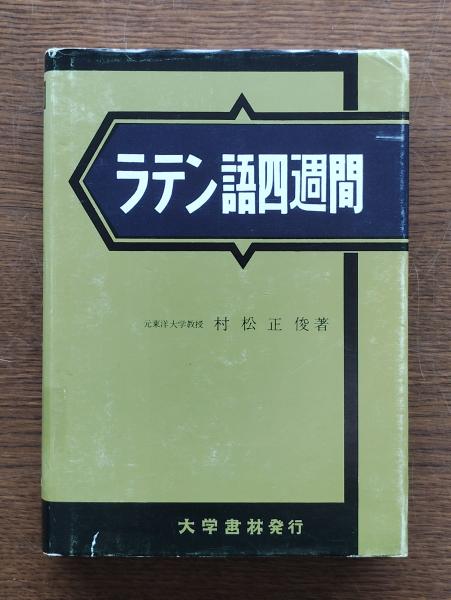 ラテン語四週間
元東洋大学教授 村松正俊著
大学書林発行